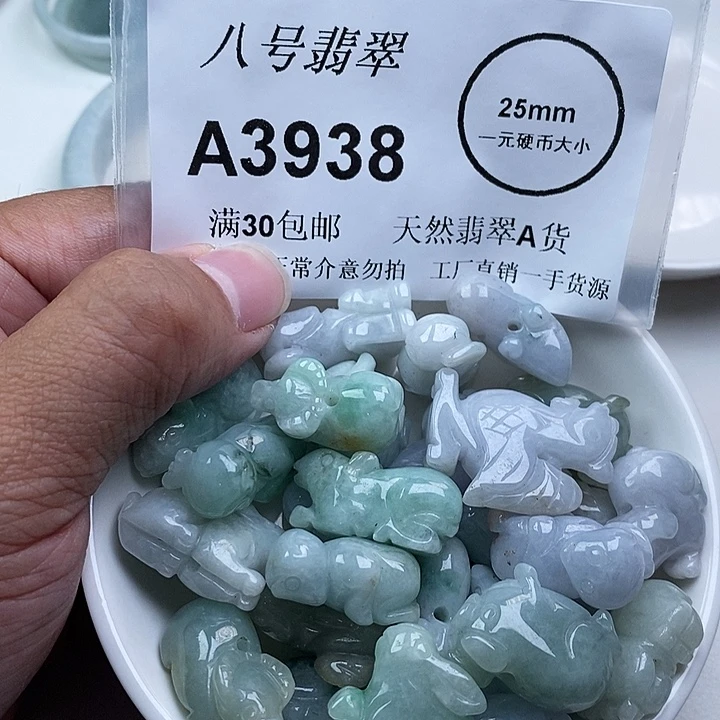 八号翡翠
25mm
一元硬币大小
A3938
满30包邮 天然翡翠A货
常介意勿拍 工厂直销一手货源